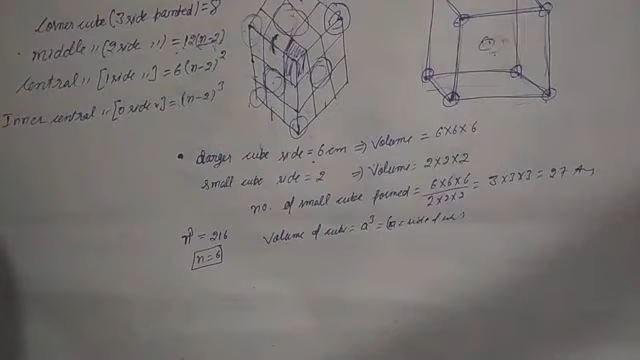 Corner cube (3 side painted) = 8
middle " (2 side ") = 12(n-2)
Central " [1 side "] = 6(n-2)²
Inner central " [0 side "] = (n-2)³
• Larger cube side = 6 cm ⇒ Volume = 6×6×6
small cube side = 2 ⇒ Volume = 2×2×2
no. of small cube formed = 6×6×6 / 2×2×2 = 3×3×3 = 27 Ans
n³ = 216 Volume of cube = a³ = (a = side of
n=6